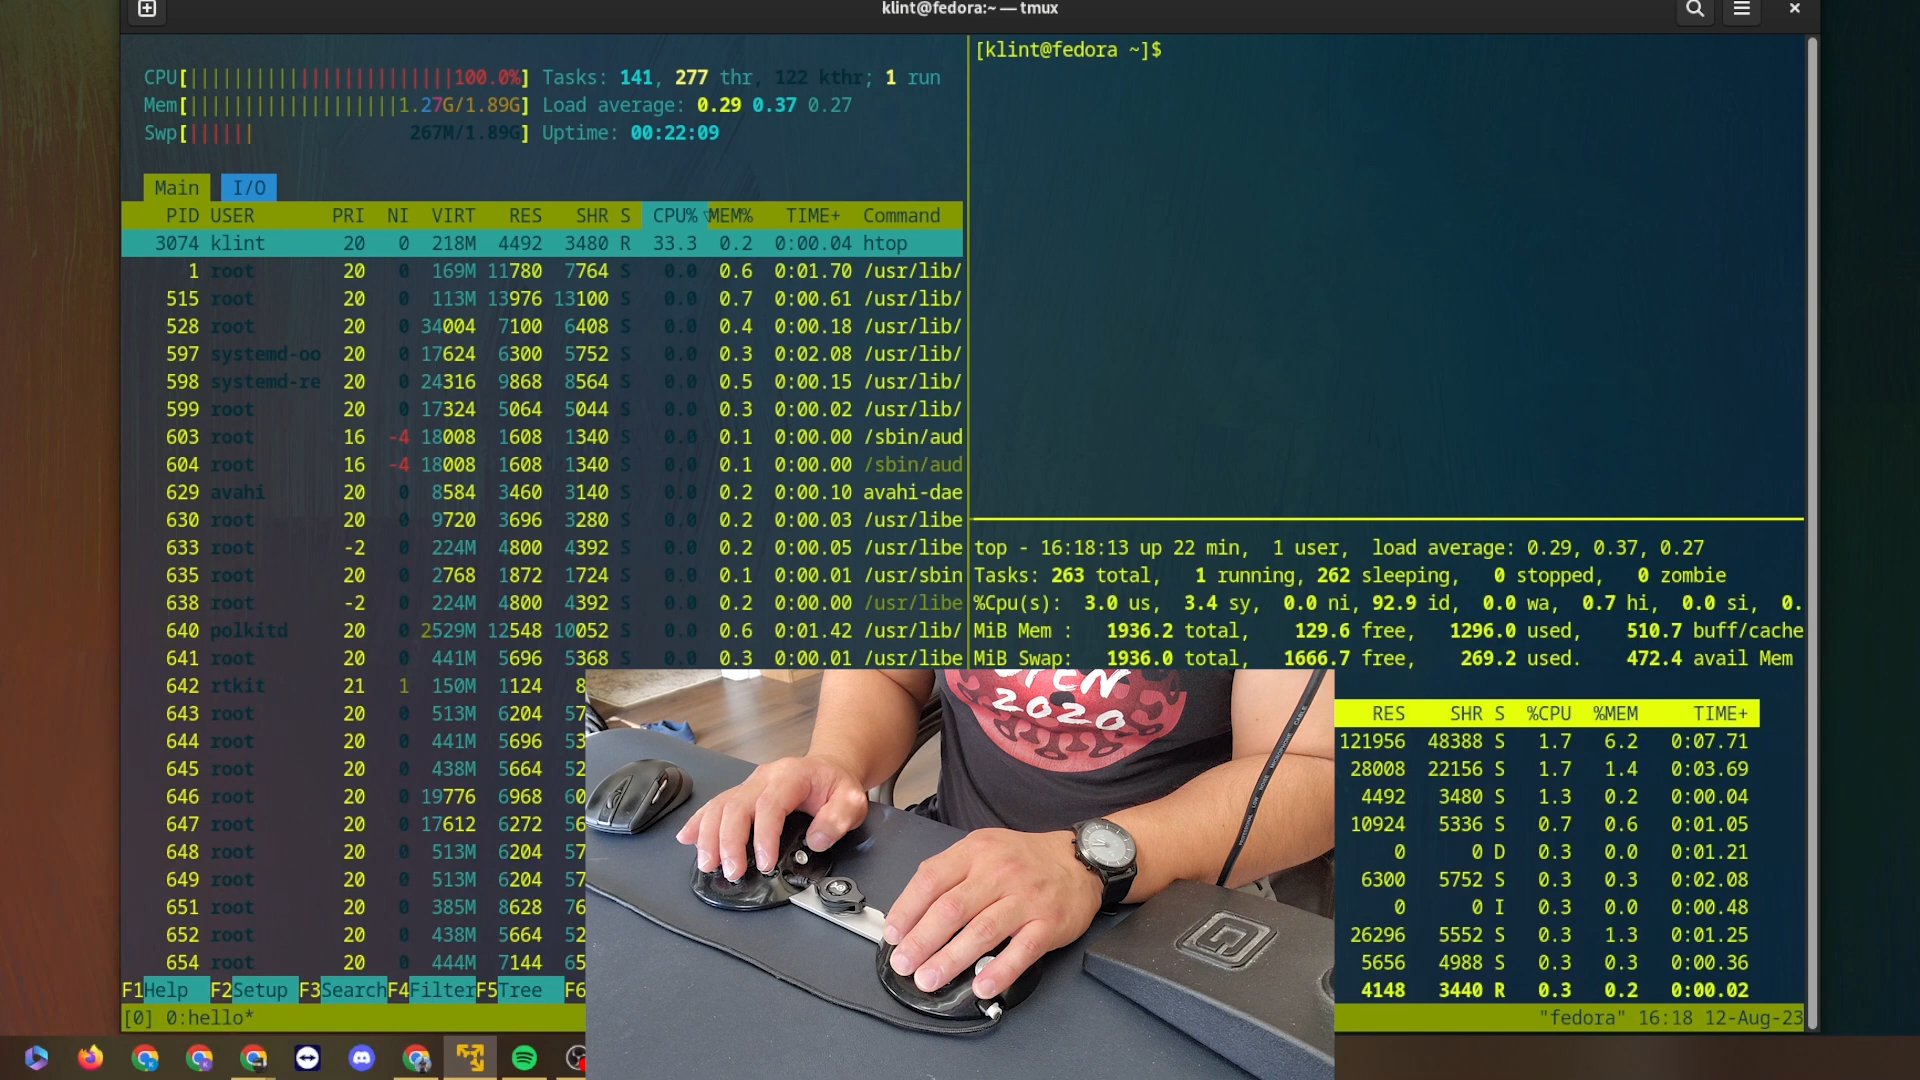 klint@fedora:~ — tmux
CPU[||||||||||||||||||||||||100.0%] Tasks: 141, 277 thr, 122 kthr; 1 run
Mem[|||||||||||||||||||1.27G/1.89G] Load average: 0.29 0.37 0.27
Swp[|||||| 267M/1.89G] Uptime: 00:22:09
Main I/O
PID USER PRI NI VIRT RES SHR S CPU%▽MEM% TIME+ Command
3074 klint 20 0 218M 4492 3480 R 33.3 0.2 0:00.04 htop
1 root 20 0 169M 11780 7764 S 0.0 0.6 0:01.70 /usr/lib/
515 root 20 0 113M 13976 13100 S 0.0 0.7 0:00.61 /usr/lib/
528 root 20 0 34004 7100 6408 S 0.0 0.4 0:00.18 /usr/lib/
597 systemd-oo 20 0 17624 6300 5752 S 0.0 0.3 0:02.08 /usr/lib/
598 systemd-re 20 0 24316 9868 8564 S 0.0 0.5 0:00.15 /usr/lib/
599 root 20 0 17324 5064 5044 S 0.0 0.3 0:00.02 /usr/lib/
603 root 16 -4 18008 1608 1340 S 0.0 0.1 0:00.00 /sbin/aud
604 root 16 -4 18008 1608 1340 S 0.0 0.1 0:00.00 /sbin/aud
629 avahi 20 0 8584 3460 3140 S 0.0 0.2 0:00.10 avahi-dae
630 root 20 0 9720 3696 3280 S 0.0 0.2 0:00.03 /usr/libe
633 root -2 0 224M 4800 4392 S 0.0 0.2 0:00.05 /usr/libe
635 root 20 0 2768 1872 1724 S 0.0 0.1 0:00.01 /usr/sbin
638 root -2 0 224M 4800 4392 S 0.0 0.2 0:00.00 /usr/libe
640 polkitd 20 0 2529M 12548 10052 S 0.0 0.6 0:01.42 /usr/lib/
641 root 20 0 441M 5696 5368 S 0.0 0.3 0:00.01 /usr/libe
642 rtkit 21 1 150M 1124 8
643 root 20 0 513M 6204 57
644 root 20 0 441M 5696 53
645 root 20 0 438M 5664 52
646 root 20 0 19776 6968 60
647 root 20 0 17612 6272 56
648 root 20 0 513M 6204 57
649 root 20 0 513M 6204 57
651 root 20 0 385M 8628 76
652 root 20 0 438M 5664 52
654 root 20 0 444M 7144 65
F1Help F2Setup F3SearchF4FilterF5Tree F6
[klint@fedora ~]$
top - 16:18:13 up 22 min, 1 user, load average: 0.29, 0.37, 0.27
Tasks: 263 total, 1 running, 262 sleeping, 0 stopped, 0 zombie
%Cpu(s): 3.0 us, 3.4 sy, 0.0 ni, 92.9 id, 0.0 wa, 0.7 hi, 0.0 si, 0.
MiB Mem : 1936.2 total, 129.6 free, 1296.0 used, 510.7 buff/cache
MiB Swap: 1936.0 total, 1666.7 free, 269.2 used. 472.4 avail Mem
RES SHR S %CPU %MEM TIME+
121956 48388 S 1.7 6.2 0:07.71
28008 22156 S 1.7 1.4 0:03.69
4492 3480 S 1.3 0.2 0:00.04
10924 5336 S 0.7 0.6 0:01.05
0 0 D 0.3 0.0 0:01.21
6300 5752 S 0.3 0.3 0:02.08
0 0 I 0.3 0.0 0:00.48
26296 5552 S 0.3 1.3 0:01.25
5656 4988 S 0.3 0.3 0:00.36
4148 3440 R 0.3 0.2 0:00.02
[0] 0:hello*
"fedora" 16:18 12-Aug-23
2020